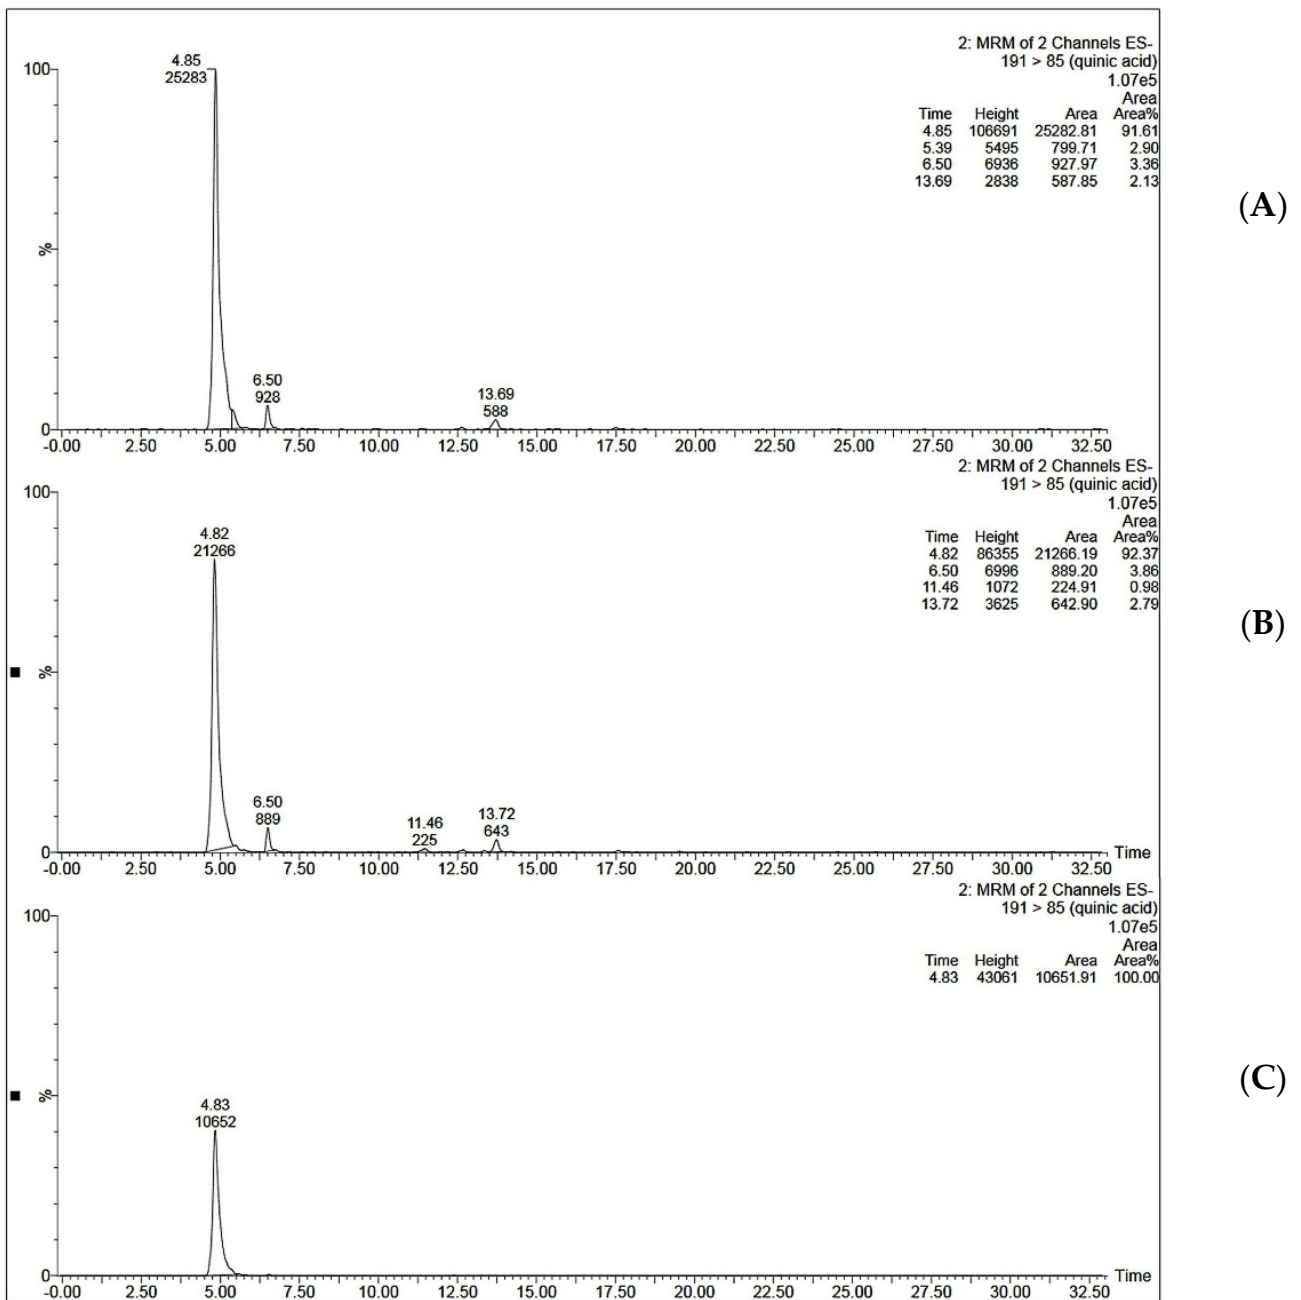 2: MRM of 2 Channels ES-
191 > 85 (quinic acid)
1.07e5
Area
Time Height Area Area%
4.85 106691 25282.81 91.61
5.39 5495 799.71 2.90
6.50 6936 927.97 3.36
13.69 2838 587.85 2.13
100
4.85
25283
%
6.50
928
13.69
588
0
-0.00 2.50 5.00 7.50 10.00 12.50 15.00 17.50 20.00 22.50 25.00 27.50 30.00 32.50
(A)
2: MRM of 2 Channels ES-
191 > 85 (quinic acid)
1.07e5
Area
Time Height Area Area%
4.82 86355 21266.19 92.37
6.50 6996 889.20 3.86
11.46 1072 224.91 0.98
13.72 3625 642.90 2.79
100
4.82
21266
%
6.50
889
11.46
225
13.72
643
0
Time
-0.00 2.50 5.00 7.50 10.00 12.50 15.00 17.50 20.00 22.50 25.00 27.50 30.00 32.50
(B)
2: MRM of 2 Channels ES-
191 > 85 (quinic acid)
1.07e5
Area
Time Height Area Area%
4.83 43061 10651.91 100.00
100
%
4.83
10652
0
Time
-0.00 2.50 5.00 7.50 10.00 12.50 15.00 17.50 20.00 22.50 25.00 27.50 30.00 32.50
(C)